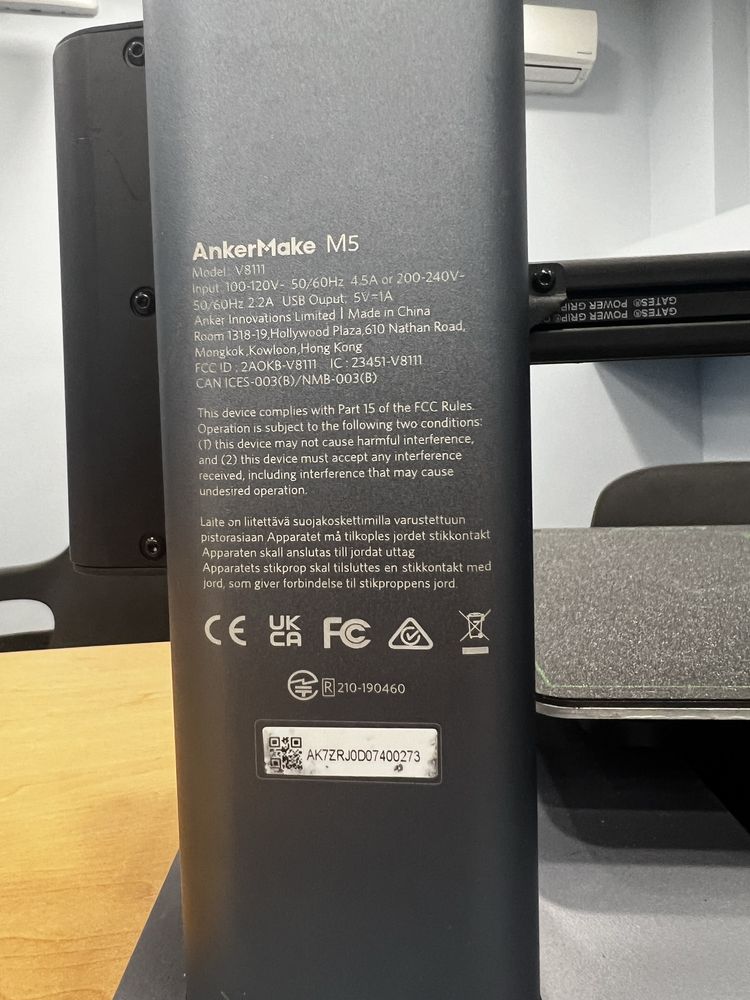 AnkerMake M5
Model: V8111
Input: 100-120V~ 50/60Hz 4.5A or 200-240V~
50/60Hz 2.2A USB Ouput: 5V=1A
Anker Innovations Limited | Made in China
Room 1318-19,Hollywood Plaza,610 Nathan Road,
Mongkok,Kowloon,Hong Kong
FCC ID : 2AOKB-V8111 IC : 23451-V8111
CAN ICES-003(B)/NMB-003(B)
This device complies with Part 15 of the FCC Rules.
Operation is subject to the following two conditions:
(1) this device may not cause harmful interference,
and (2) this device must accept any interference
received, including interference that may cause
undesired operation.
Laite on liitettävä suojakoskettimilla varustettuun
pistorasiaan Apparatet må tilkoples jordet stikkontakt
Apparaten skall anslutas till jordat uttag
Apparatets stikprop skal tilsluttes en stikkontakt med
jord, som giver forbindelse til stikproppens jord.
CE UK CA FC
R 210-190460
AK7ZRJ0D07400273
GATES® POWER GRIP® GATES® POWER GRIP®
GATES® POWER GRIP® GATES® POWER GRIP®